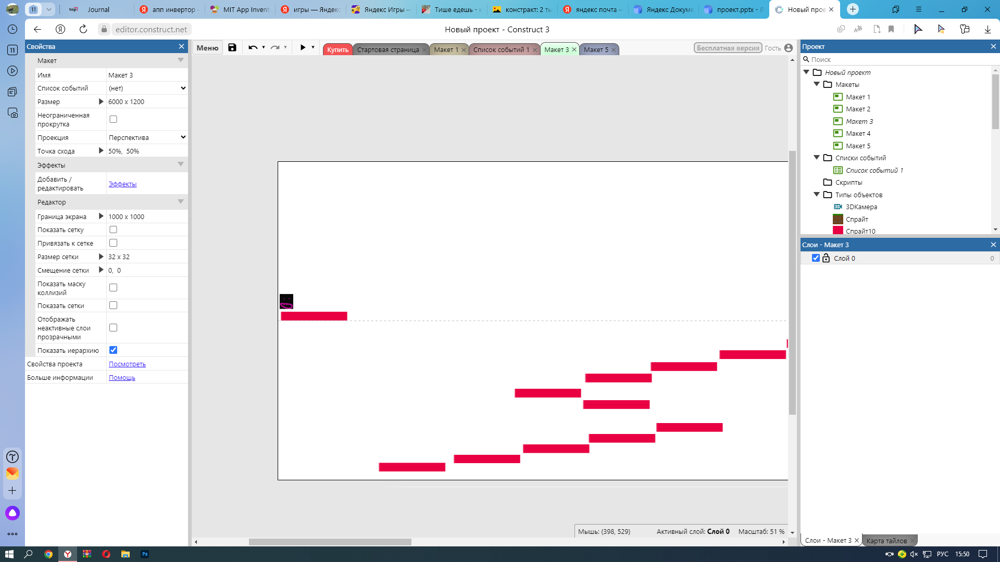 11
top Journal
апп инвертор -
MIT App Invent
игры — Яндекс
Яндекс Игры —
Тише едешь - н
констракт: 2 ты
яндекс почта —
Яндекс Докуме
проект.pptx - Я
Новый прое
editor.construct.net
Новый проект - Construct 3
11
Свойства
Макет
Имя Макет 3
Список событий (нет)
Размер 6000 x 1200
Неограниченная
прокрутка
Проекция Перспектива
Точка схода 50%, 50%
Эффекты
Добавить /
редактировать Эффекты
Редактор
Граница экрана 1000 x 1000
Показать сетку
Привязать к сетке
Размер сетки 32 x 32
Смещение сетки 0, 0
Показать маску
коллизий
Показать сетки
Отображать
неактивные слои
прозрачными
Показать иерархию
Свойства проекта Посмотреть
Больше информации Помощь
Меню
Купить
Стартовая страница
Макет 1
Список событий 1
Макет 3
Макет 5
Бесплатная версия Гость
Мышь: (398, 529) Активный слой: Слой 0 Масштаб: 51 %
Проект
Поиск
Новый проект
Макеты
Макет 1
Макет 2
Макет 3
Макет 4
Макет 5
Списки событий
Список событий 1
Скрипты
Типы объектов
3D 3DКамера
Спрайт
Спрайт10
Слои - Макет 3
Слой 0 0
Слои - Макет 3 Карта тайлов
Ps
РУС 15:50